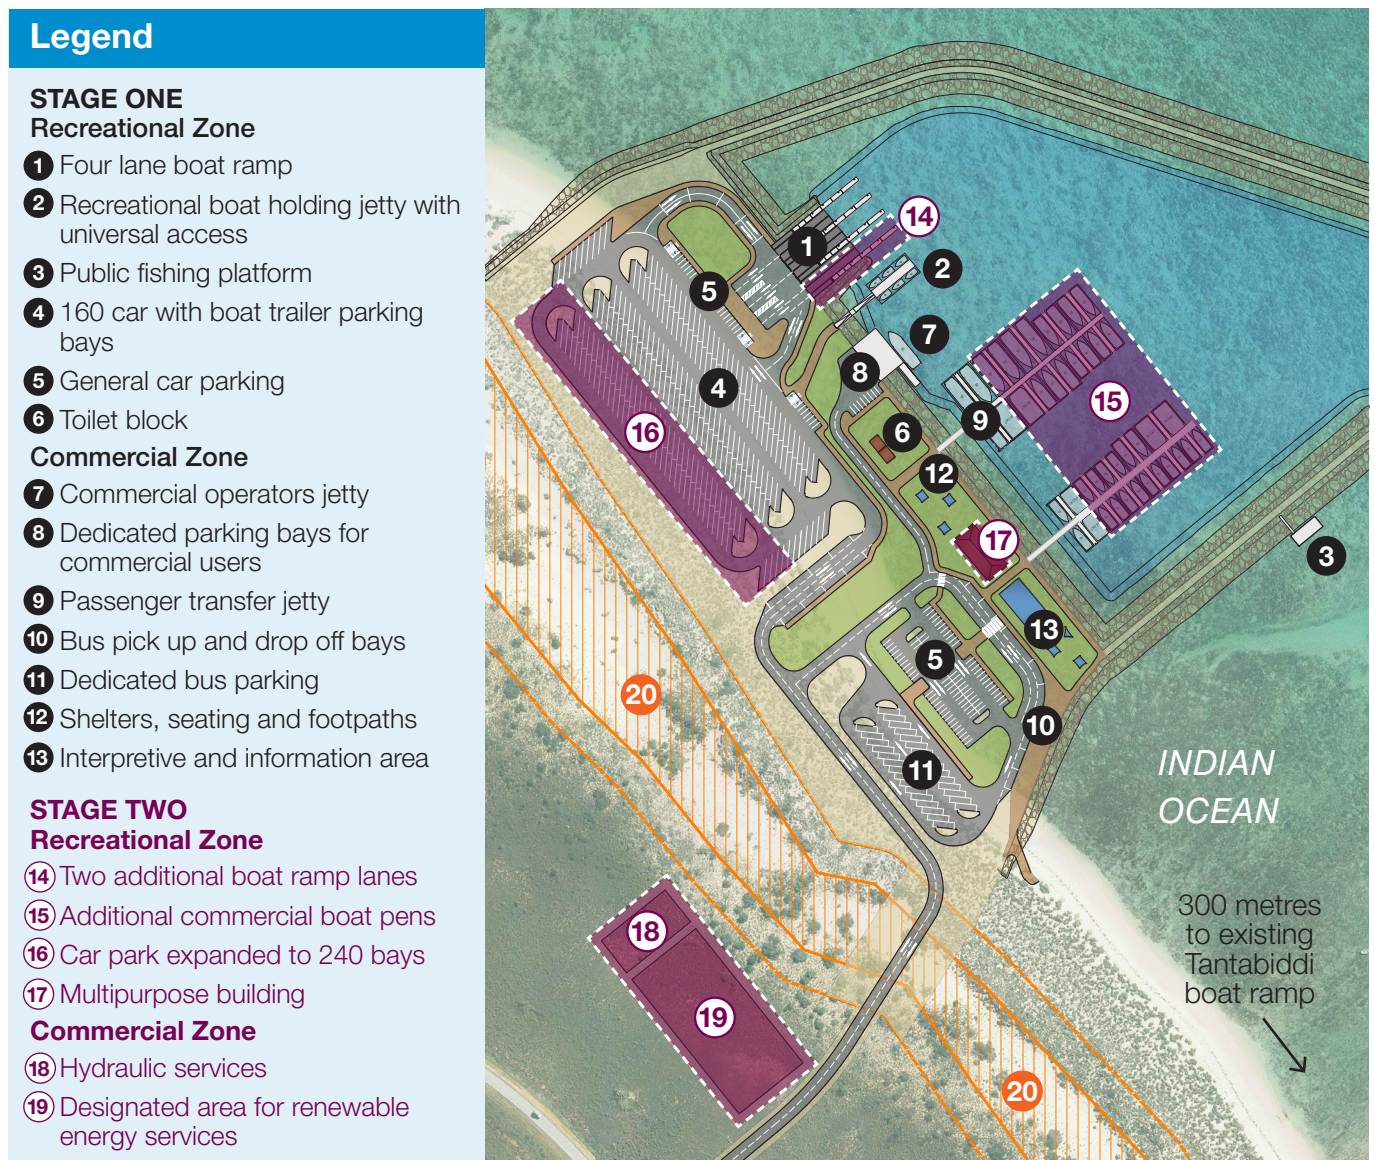 Legend
STAGE ONE
Recreational Zone
1 Four lane boat ramp
2 Recreational boat holding jetty with
universal access
3 Public fishing platform
4 160 car with boat trailer parking
bays
5 General car parking
6 Toilet block
Commercial Zone
7 Commercial operators jetty
8 Dedicated parking bays for
commercial users
9 Passenger transfer jetty
10 Bus pick up and drop off bays
11 Dedicated bus parking
12 Shelters, seating and footpaths
13 Interpretive and information area
STAGE TWO
Recreational Zone
14 Two additional boat ramp lanes
15 Additional commercial boat pens
16 Car park expanded to 240 bays
17 Multipurpose building
Commercial Zone
18 Hydraulic services
19 Designated area for renewable
energy services
14
1
2
5
7
8
4
15
9
16
6
12
17
3
13
5
20
10
11
INDIAN
OCEAN
300 metres
to existing
Tantabiddi
boat ramp
18
19
20